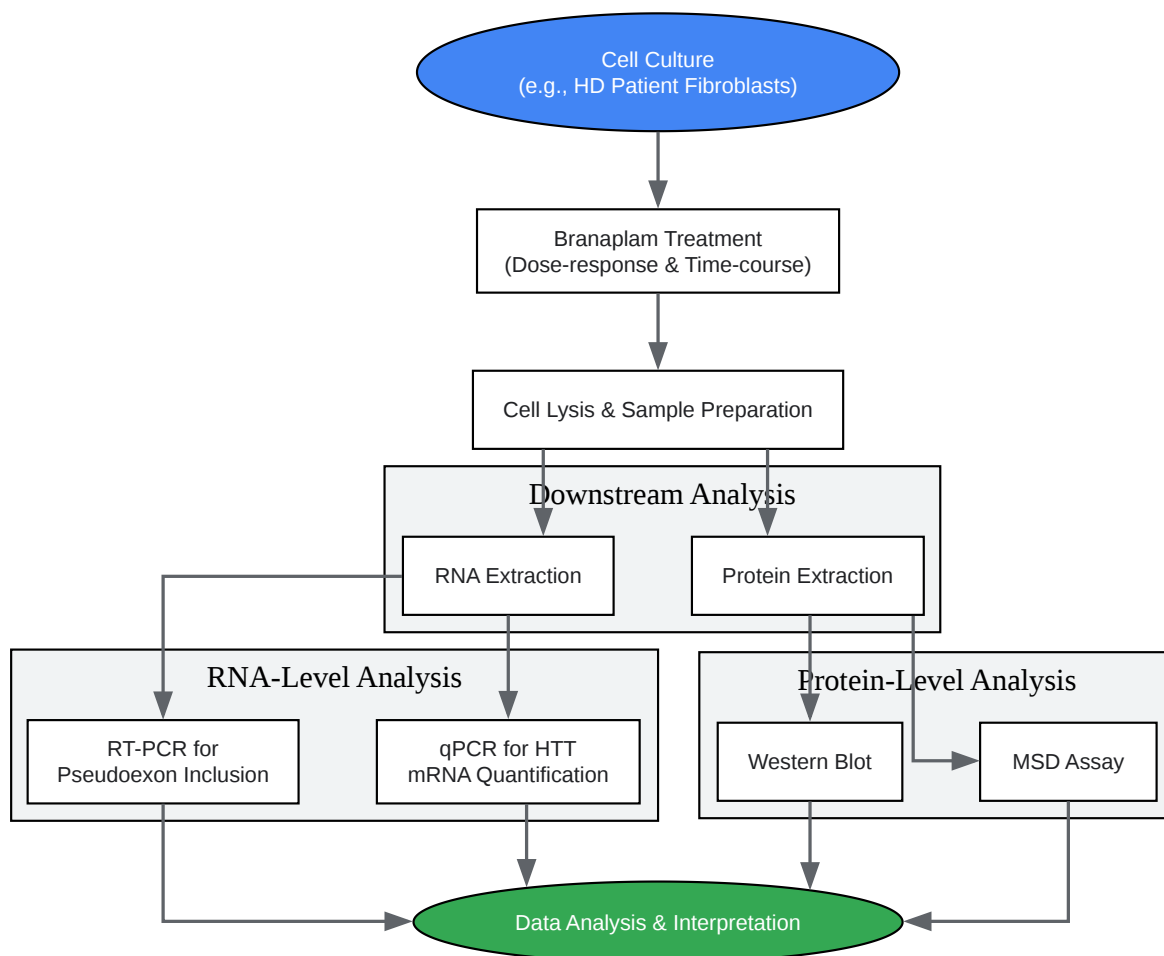 Cell Culture
(e.g., HD Patient Fibroblasts)
Branaplam Treatment
(Dose-response & Time-course)
Cell Lysis & Sample Preparation
Downstream Analysis
RNA Extraction
Protein Extraction
RNA-Level Analysis
Protein-Level Analysis
RT-PCR for
Pseudoexon Inclusion
qPCR for HTT
mRNA Quantification
Western Blot
MSD Assay
Data Analysis & Interpretation